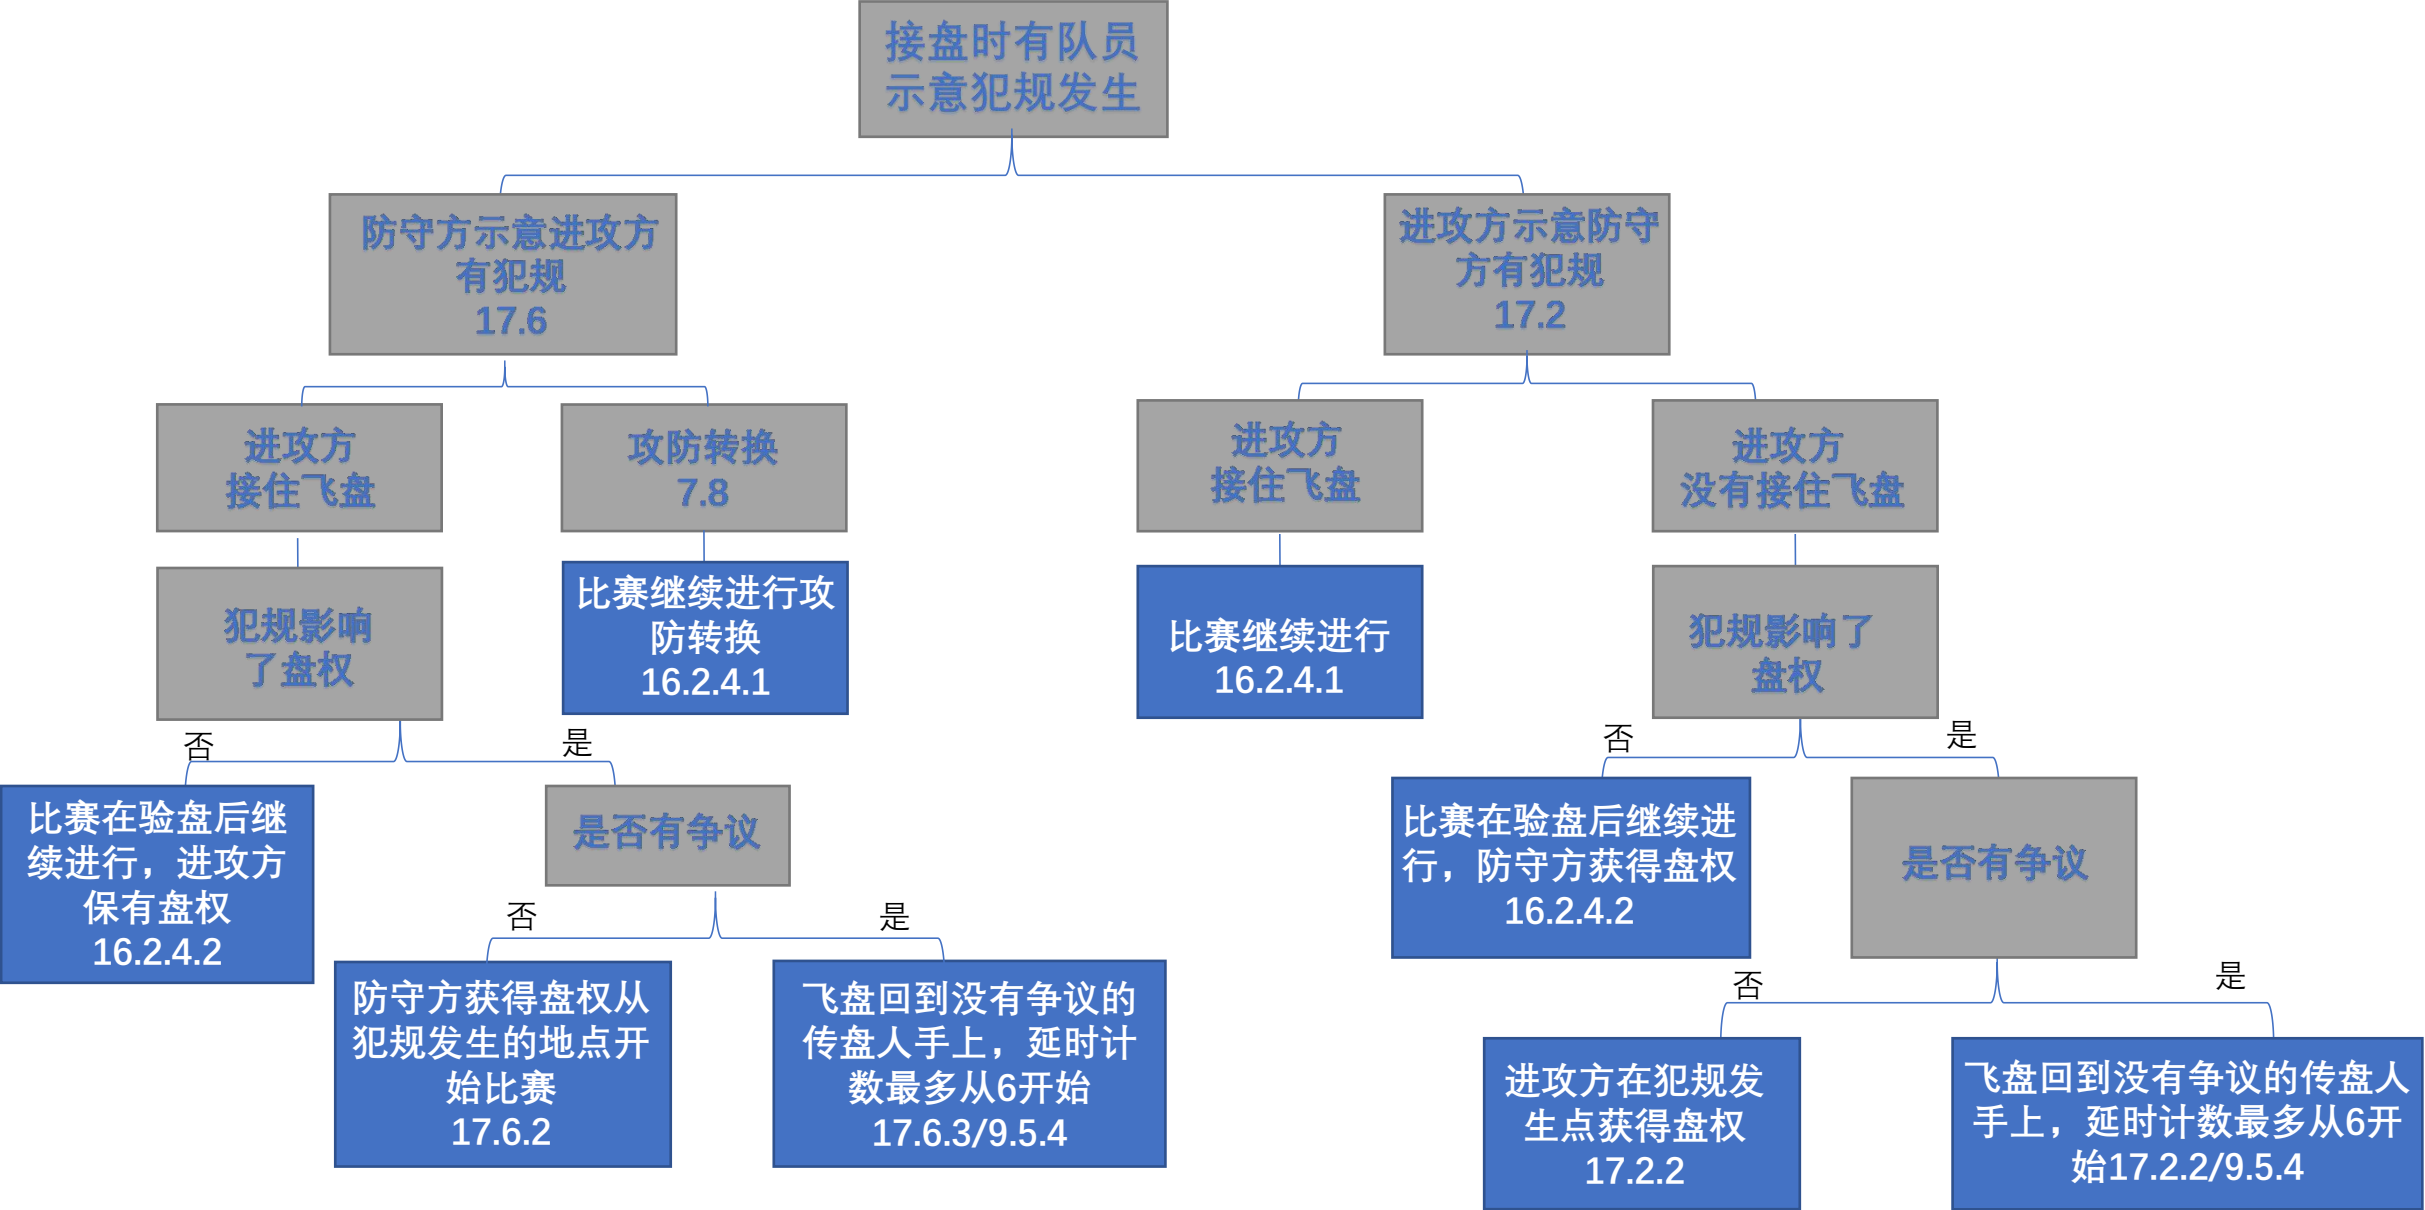 接盘时有队员
示意犯规发生
防守方示意进攻方
有犯规
17.6
进攻方示意防守
方有犯规
17.2
进攻方
接住飞盘
攻防转换
7.8
进攻方
接住飞盘
进攻方
没有接住飞盘
犯规影响
了盘权
比赛继续进行攻
防转换
16.2.4.1
比赛继续进行
16.2.4.1
犯规影响了
盘权
否
是
否
是
比赛在验盘后继
续进行，进攻方
保有盘权
16.2.4.2
是否有争议
比赛在验盘后继续进
行，防守方获得盘权
16.2.4.2
是否有争议
否
是
否
是
防守方获得盘权从
犯规发生的地点开
始比赛
17.6.2
飞盘回到没有争议的
传盘人手上，延时计
数最多从6开始
17.6.3/9.5.4
进攻方在犯规发
生点获得盘权
17.2.2
飞盘回到没有争议的传盘人
手上，延时计数最多从6开
始17.2.2/9.5.4